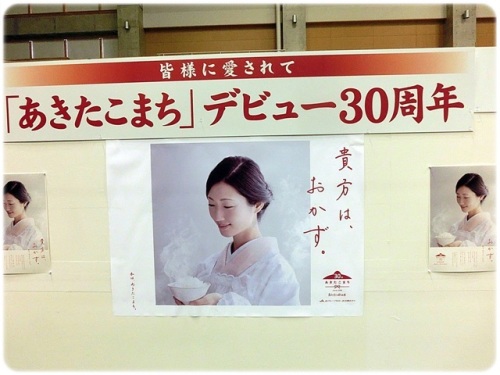 皆様に愛されて
「あきたこまち」デビュー30周年
貴方は、
おかず。